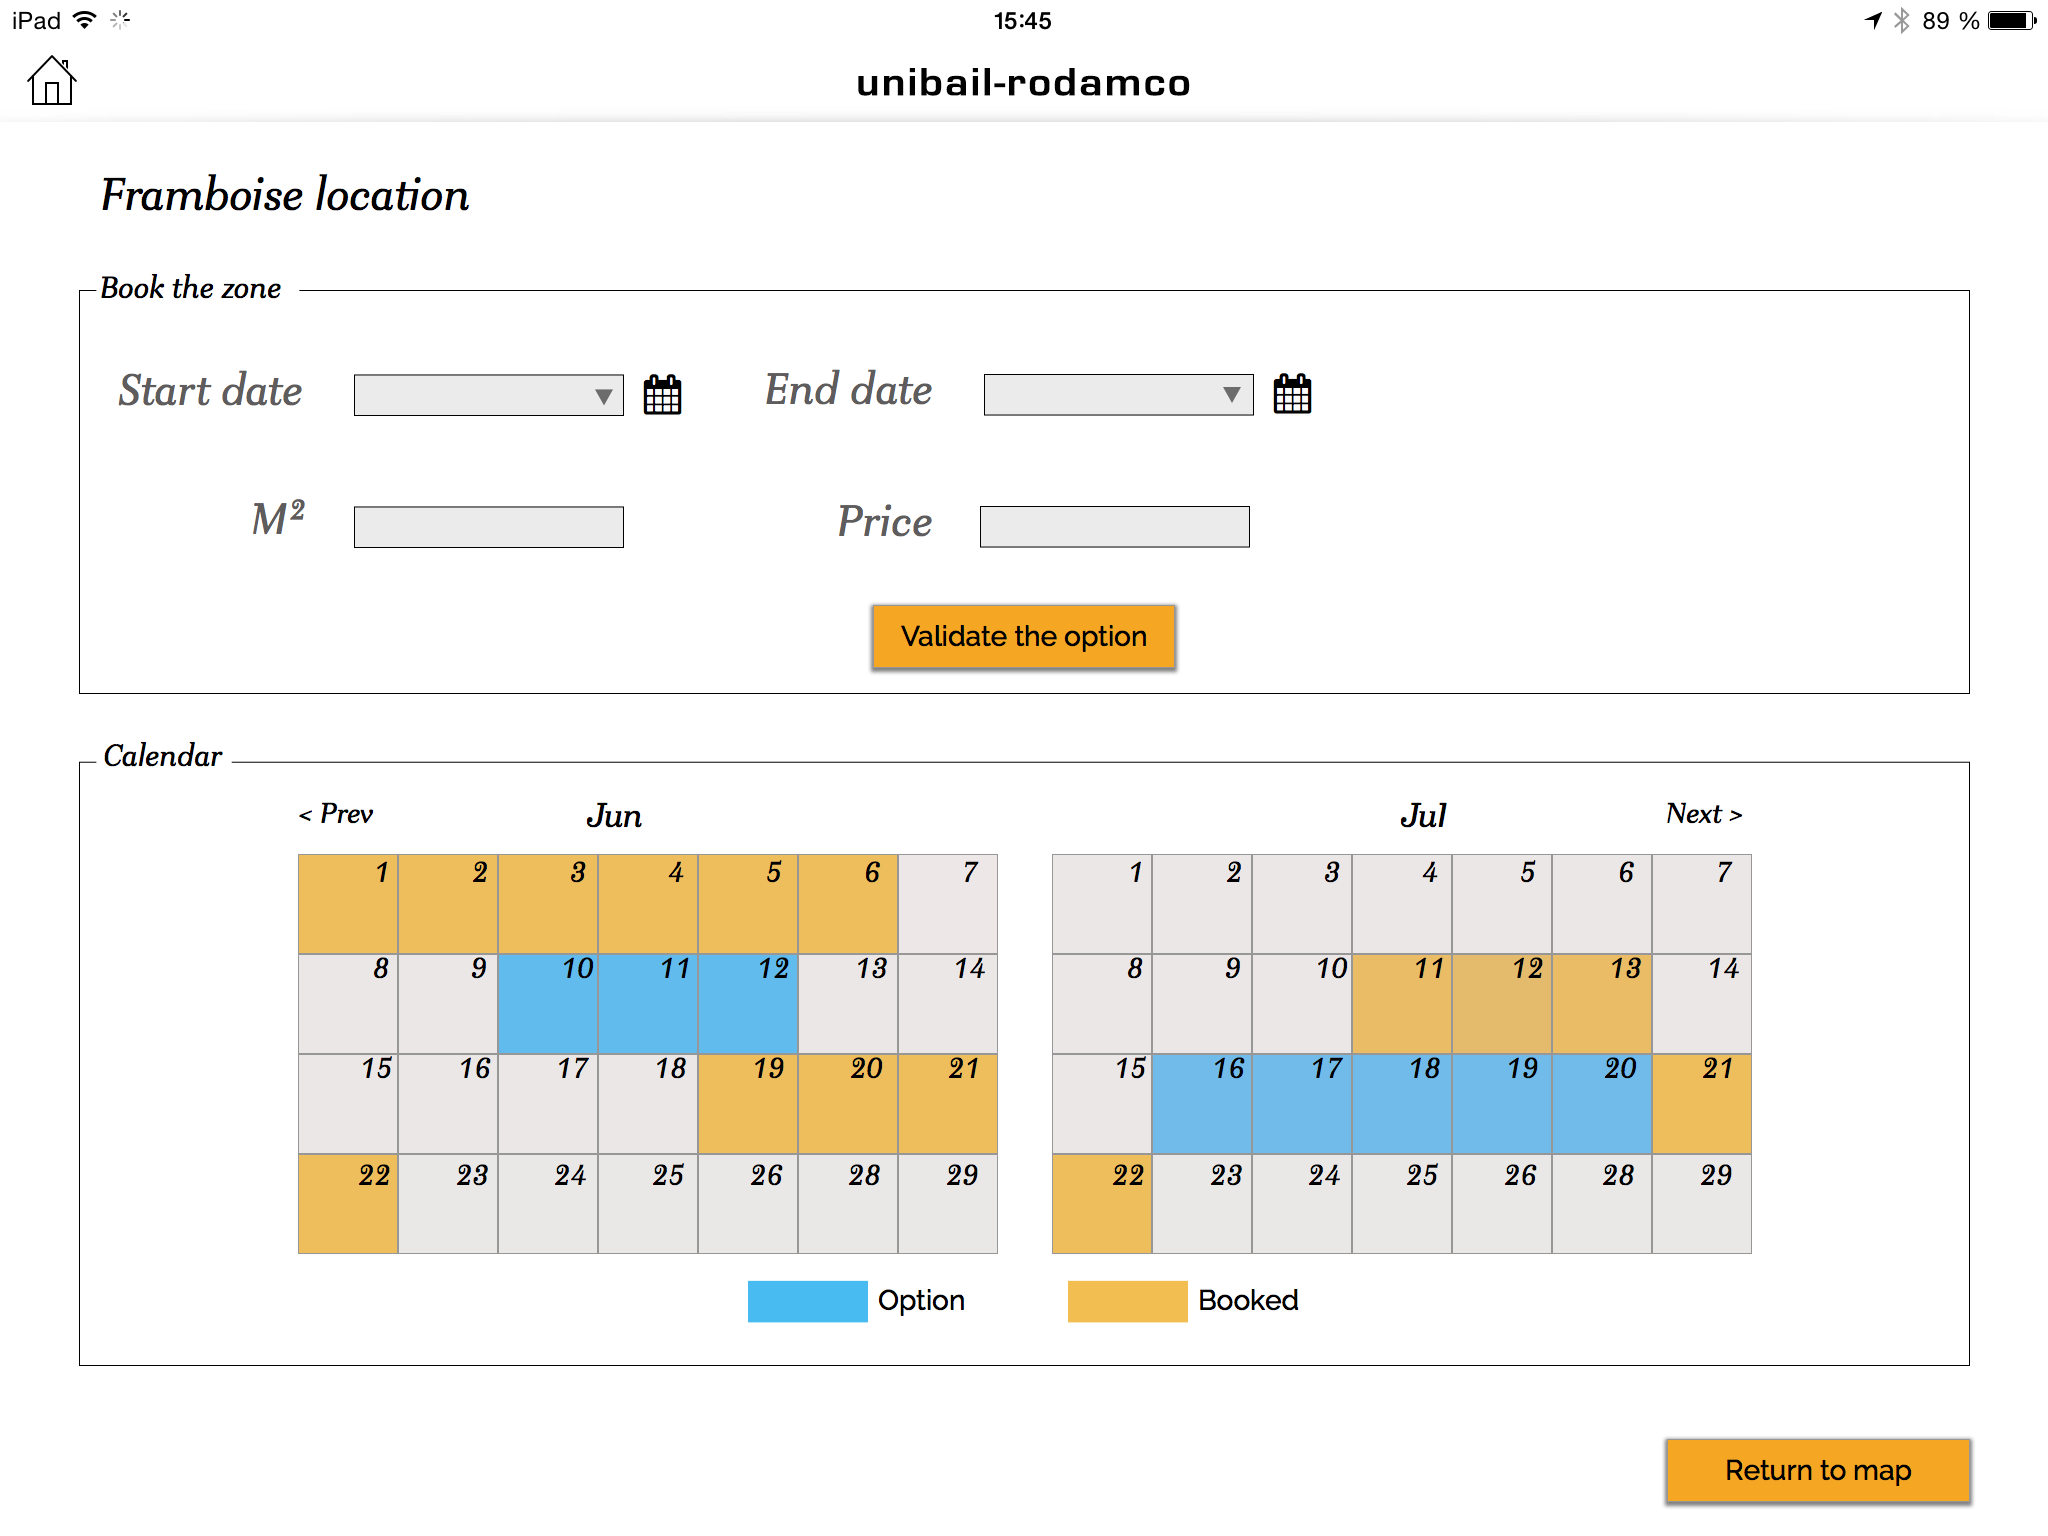 iPad 15:45 89 %
unibail-rodamco
Framboise location
Book the zone
Start date End date
M² Price
Validate the option
Calendar
< Prev Jun Jul Next >
1 2 3 4 5 6 7 1 2 3 4 5 6 7
8 9 10 11 12 13 14 8 9 10 11 12 13 14
15 16 17 18 19 20 21 15 16 17 18 19 20 21
22 23 24 25 26 28 29 22 23 24 25 26 28 29
Option Booked
Return to map